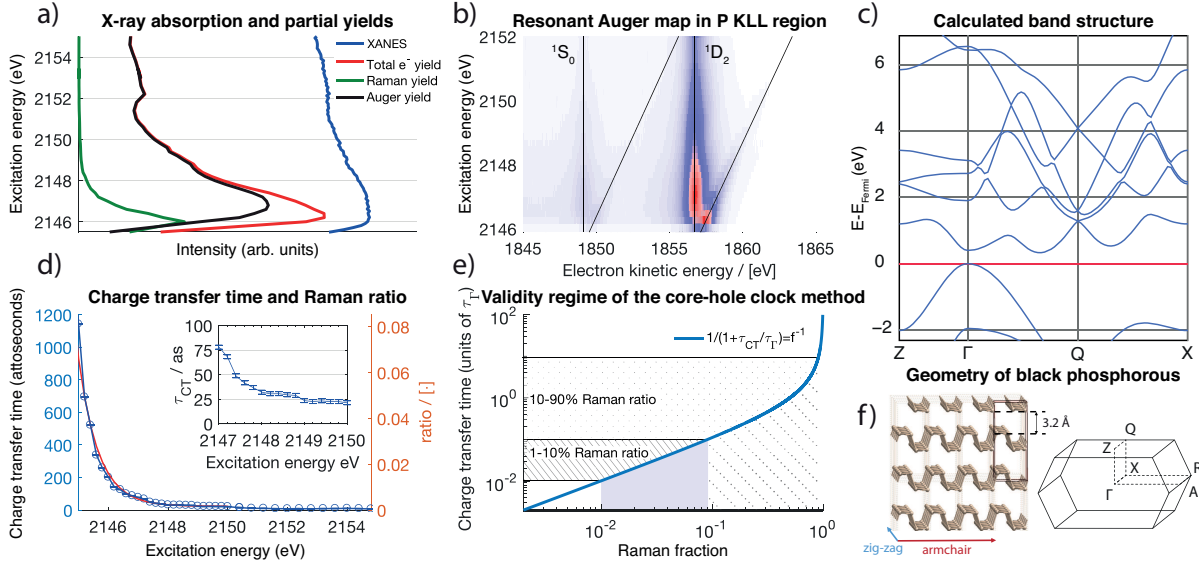 a) X-ray absorption and partial yields
Excitation energy (eV)
2154
2152
2150
2148
2146
XANES
Total e⁻ yield
Raman yield
Auger yield
Intensity (arb. units)
b) Resonant Auger map in P KLL region
Excitation energy (eV)
2152
2150
2148
2146
¹S₀
¹D₂
1845 1850 1855 1860 1865
Electron kinetic energy / [eV]
c) Calculated band structure
E-E_Fermi (eV)
6
4
2
0
−2
Z Γ Q X
d) Charge transfer time and Raman ratio
Charge transfer time (attoseconds)
1200
1000
800
600
400
200
0
2146 2148 2150 2152 2154
Excitation energy (eV)
0.08
0.06
0.04
0.02
0
ratio / [·]
τ_CT / as
100
75
50
25
0
2147 2148 2149 2150
Excitation energy eV
e) Validity regime of the core-hole clock method
Charge transfer time (units of τ_Γ)
10²
10⁰
10⁻²
1/(1+τ_CT/τ_Γ)=f⁻¹
10-90% Raman ratio
1-10% Raman ratio
10⁻² 10⁻¹ 10⁰
Raman fraction
Geometry of black phosphorous
f)
3.2 Å
zig-zag
armchair
Q
Z
X
R
Γ
A